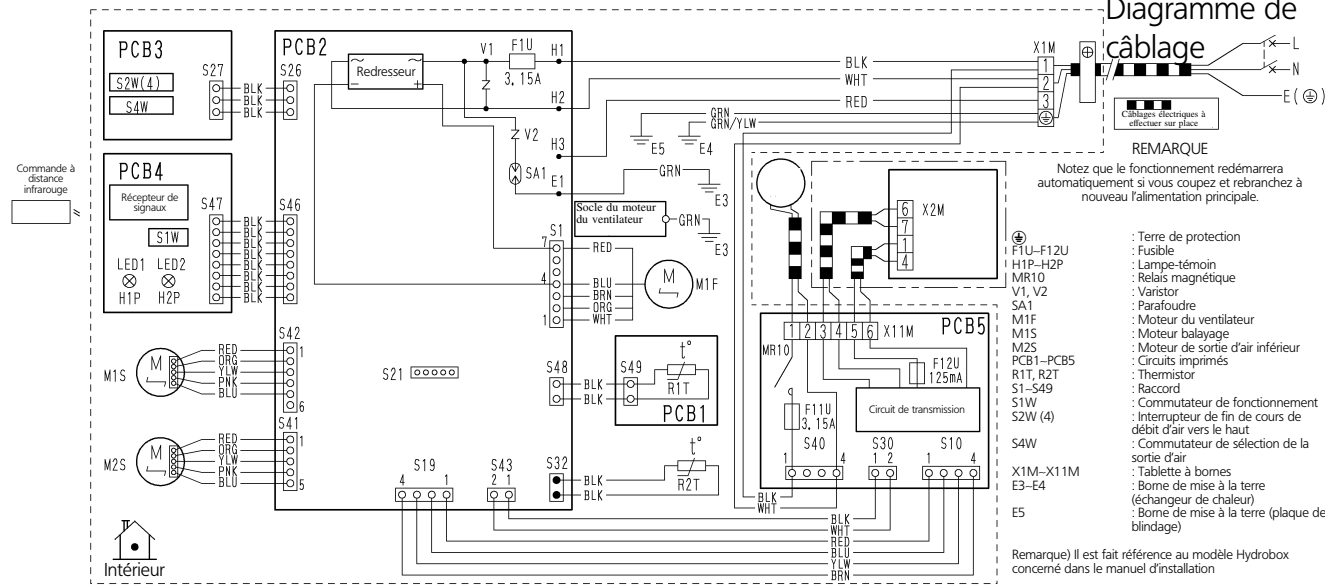 Diagramme de
câblage
PCB3
S2W(4)
S4W
S27
BLK
BLK
BLK
S26
PCB2
Redresseur
~
~
−
+
V1
F1U
3.15A
H1
H2
V2
H3
SA1
E1
BLK
WHT
RED
GRN
GRN/YLW
E5
E4
GRN
E3
X1M
1
2
3
L
N
E(⏚)
Câblages électriques à
effectuer sur place
Commande à
distance
infrarouge
PCB4
Récepteur de
signaux
S1W
LED1
LED2
H1P
H2P
S47
BLK
BLK
BLK
BLK
BLK
BLK
BLK
BLK
S46
Socle du moteur
du ventilateur
GRN
E3
S1
7
4
1
RED
BLU
BRN
ORG
WHT
M
M1F
6
7
1
4
X2M
M1S
M
RED
ORG
YLW
PNK
BLU
S42
1
6
M2S
M
RED
ORG
YLW
PNK
BLU
S41
1
5
S21
S48
BLK
BLK
S49
t°
R1T
PCB1
S32
BLK
BLK
t°
R2T
S19
4
1
S43
2 1
PCB5
1 2 3 4 5 6
X11M
MR10
F12U
125mA
F11U
3.15A
Circuit de transmission
S40
1
4
S30
1 2
S10
1
4
BLK
WHT
BLK
WHT
RED
BLU
YLW
BRN
Intérieur
REMARQUE
Notez que le fonctionnement redémarrera
automatiquement si vous coupez et rebranchez à
nouveau l'alimentation principale.
⏚ : Terre de protection
F1U~F12U : Fusible
H1P~H2P : Lampe-témoin
MR10 : Relais magnétique
V1, V2 : Varistor
SA1 : Parafoudre
M1F : Moteur du ventilateur
M1S : Moteur balayage
M2S : Moteur de sortie d'air inférieur
PCB1~PCB5 : Circuits imprimés
R1T, R2T : Thermistor
S1~S49 : Raccord
S1W : Commutateur de fonctionnement
S2W (4) : Interrupteur de fin de cours de
débit d'air vers le haut
S4W : Commutateur de sélection de la
sortie d'air
X1M~X11M : Tablette à bornes
E3~E4 : Borne de mise à la terre
(échangeur de chaleur)
E5 : Borne de mise à la terre (plaque de
blindage)
Remarque) Il est fait référence au modèle Hydrobox
concerné dans le manuel d'installation